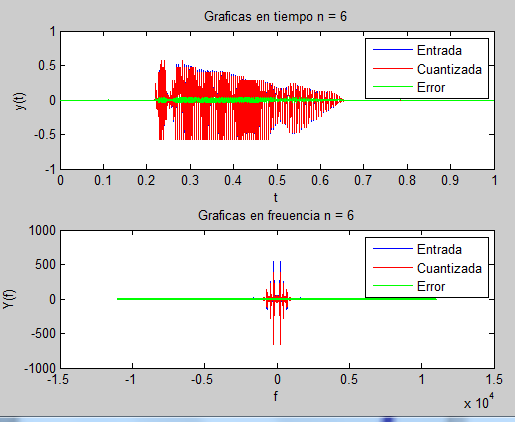 Graficas en tiempo n = 6
1
0.5
0
-0.5
-1
y(t)
Entrada
Cuantizada
Error
0 0.1 0.2 0.3 0.4 0.5 0.6 0.7 0.8 0.9 1
t
Graficas en freuencia n = 6
1000
500
0
-500
-1000
Y(f)
Entrada
Cuantizada
Error
-1.5 -1 -0.5 0 0.5 1 1.5
f
x 10^4